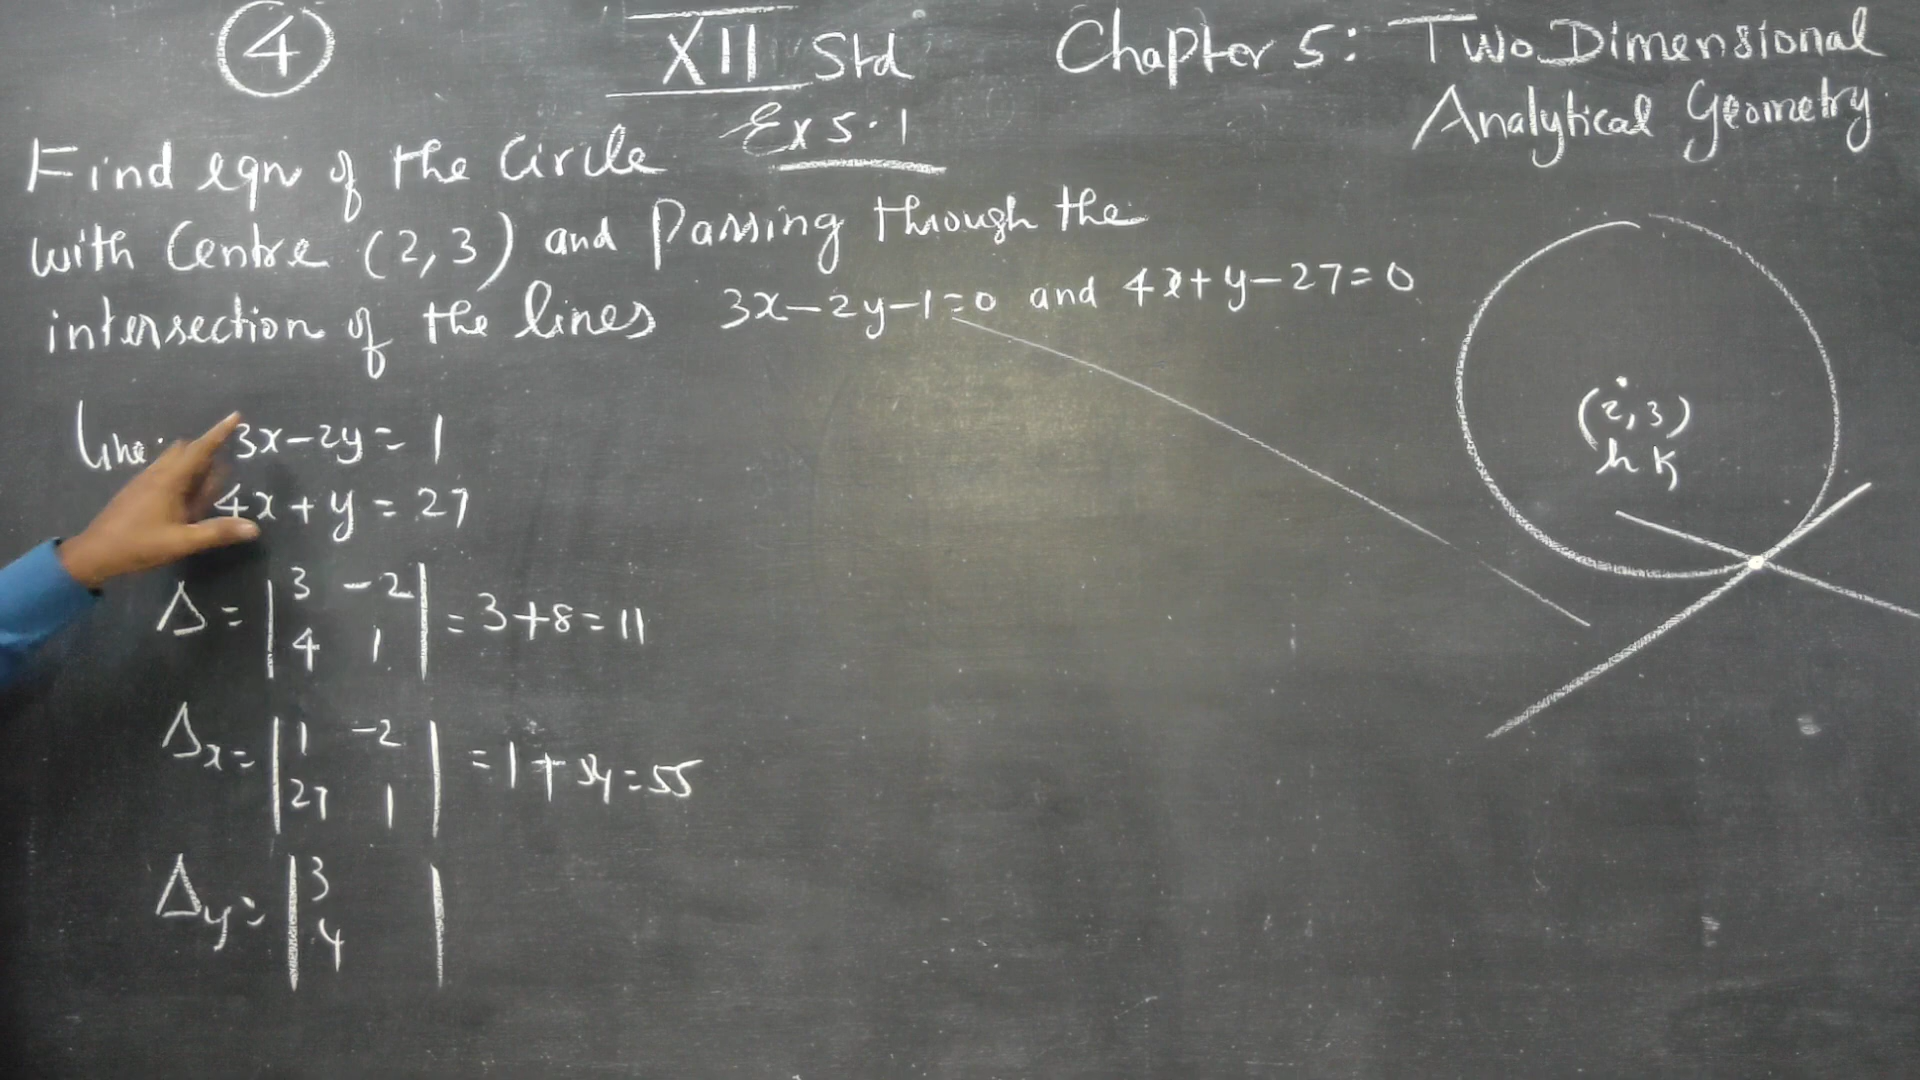 4
XII Std
Ex 5.1
Chapter 5: Two Dimensional
Analytical Geometry
Find eqn of the Circle
with Centre (2,3) and Passing through the
intersection of the lines 3x-2y-1=0 and 4x+y-27=0
line: 3x-2y=1
4x+y=27
Δ = | 3 -2 | = 3+8=11
| 4 1 |
Δx= | 1 -2 | = 1+54=55
| 27 1 |
Δy= | 3 |
| 4 |
(2,3)
h k